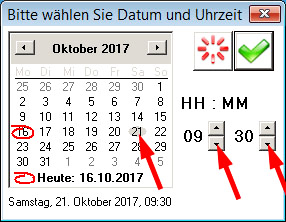 Bitte wählen Sie Datum und Uhrzeit
Oktober 2017
Mo Di Mi Do Fr Sa So
25 26 27 28 29 30 1
2 3 4 5 6 7 8
9 10 11 12 13 14 15
16 17 18 19 20 21 22
23 24 25 26 27 28 29
30 31 1 2 3 4 5
Heute: 16.10.2017
HH : MM
09 30
Samstag, 21. Oktober 2017, 09:30